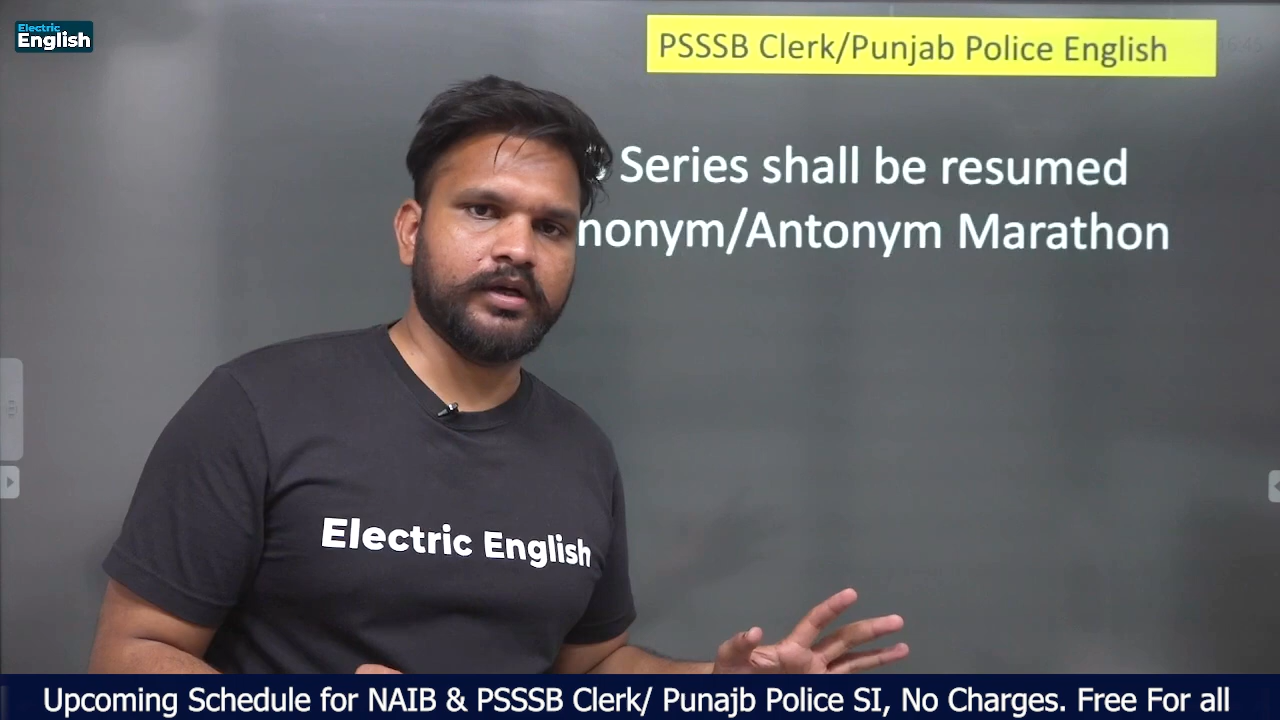 Electric
English
PSSSB Clerk/Punjab Police English
Series shall be resumed
nonym/Antonym Marathon
Electric English
Upcoming Schedule for NAIB & PSSSB Clerk/ Punajb Police SI, No Charges. Free For all